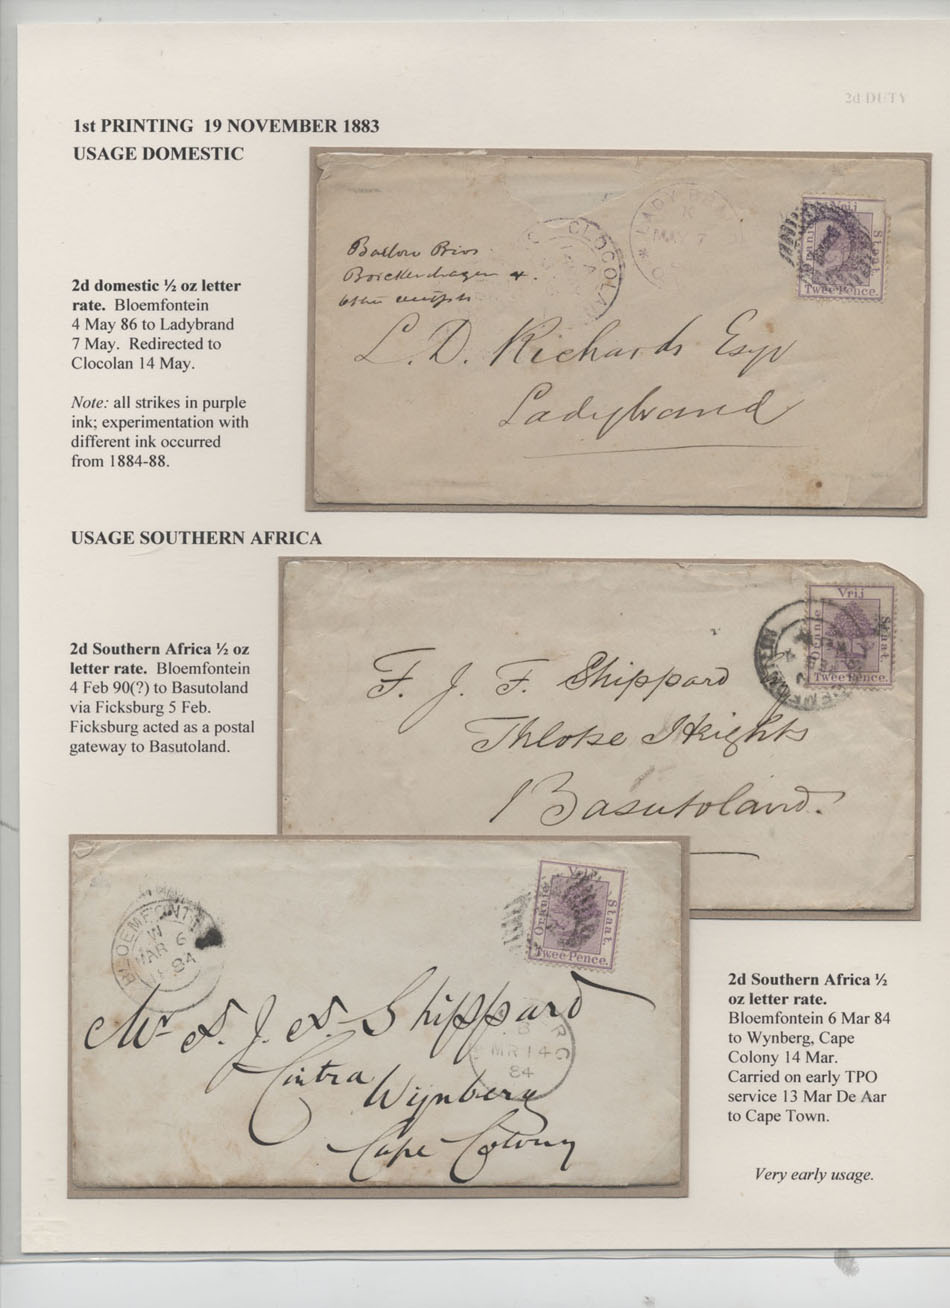 2d DUTY
1st PRINTING 19 NOVEMBER 1883
USAGE DOMESTIC
2d domestic ½ oz letter
rate. Bloemfontein
4 May 86 to Ladybrand
7 May. Redirected to
Clocolan 14 May.
Note: all strikes in purple
ink; experimentation with
different ink occurred
from 1884-88.
CLOCOLAN
LADYBRA
MAY 7
Vrij
Oranje
Staat.
Twee Pence.
Barlow Bros
L. D. Richards Esqr
Ladybrand
USAGE SOUTHERN AFRICA
2d Southern Africa ½ oz
letter rate. Bloemfontein
4 Feb 90(?) to Basutoland
via Ficksburg 5 Feb.
Ficksburg acted as a postal
gateway to Basutoland.
Vrij
Oranje
Staat.
Twee Pence.
F. J. F. Shippard
Thlotse Heights
Basutoland.
Vrij
Oranje
Staat.
Twee Pence.
BLOEMFONTE
W
MAR 6
84
Mr S. J. S. Shippard
Cintra
Wynberg
Cape Colony
RG
B
MR 14
84
2d Southern Africa ½
oz letter rate.
Bloemfontein 6 Mar 84
to Wynberg, Cape
Colony 14 Mar.
Carried on early TPO
service 13 Mar De Aar
to Cape Town.
Very early usage.